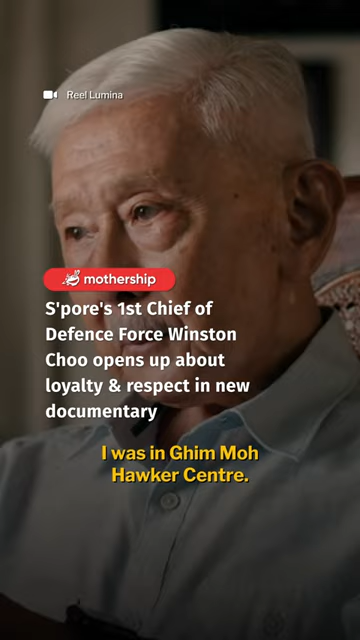 Reel Lumina
mothership
S'pore's 1st Chief of
Defence Force Winston
Choo opens up about
loyalty & respect in new
documentary
I was in Ghim Moh
Hawker Centre.